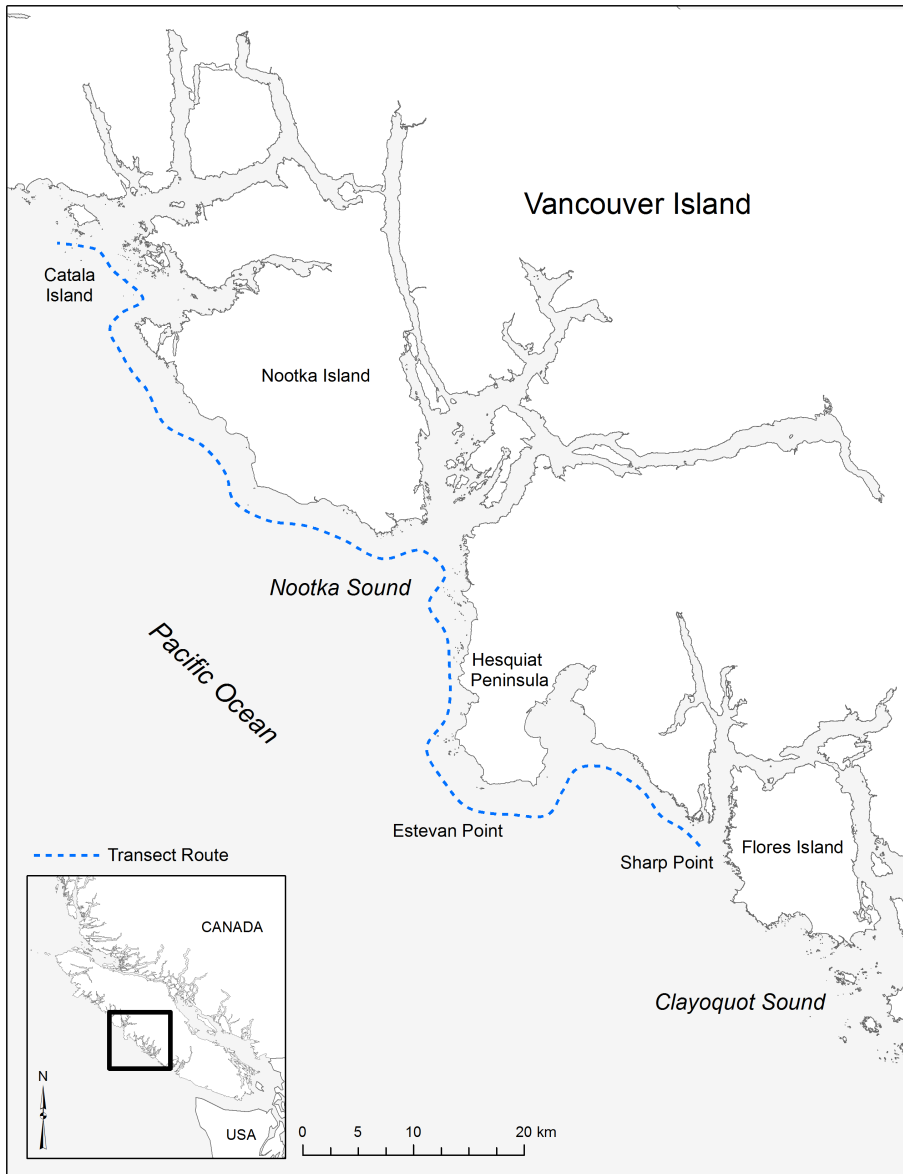 Vancouver Island
Catala
Island
Nootka Island
Nootka Sound
Pacific Ocean
Hesquiat
Peninsula
Estevan Point
Transect Route
Sharp Point
Flores Island
Clayoquot Sound
CANADA
N
USA
0 5 10 20 km